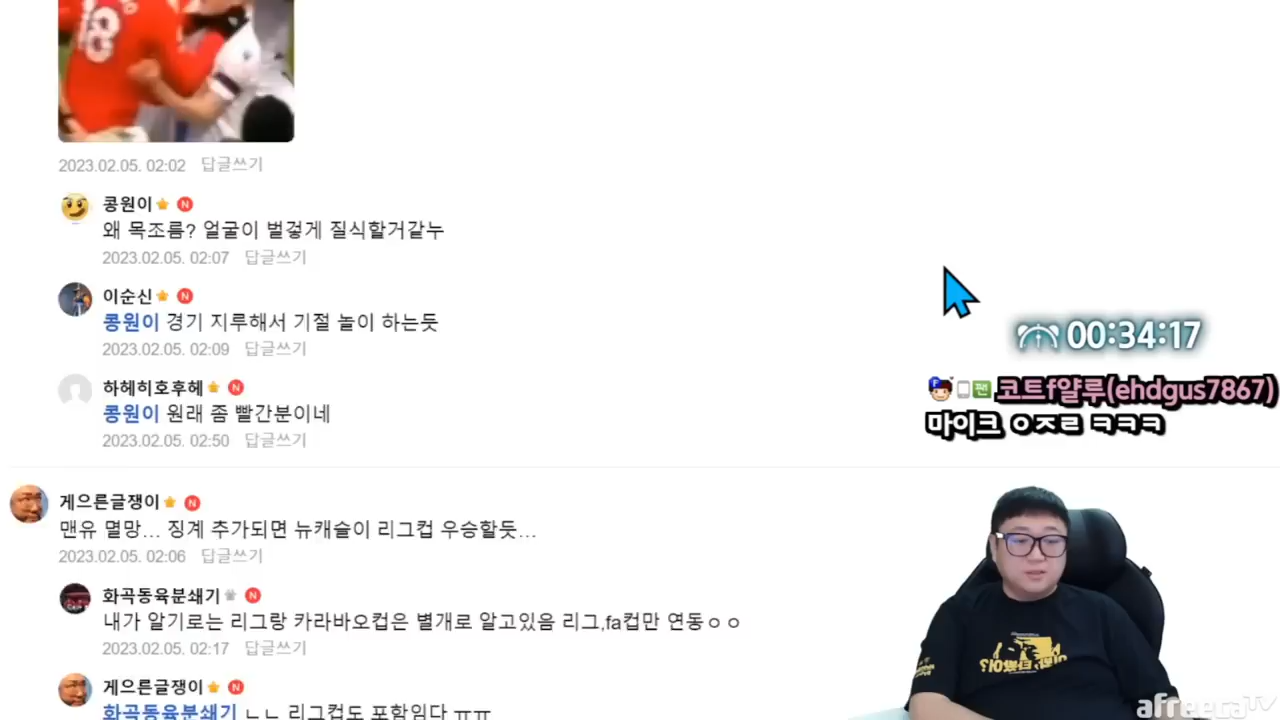 18
2023.02.05. 02:02 답글쓰기
콩원이 N
왜 목조름? 얼굴이 벌겋게 질식할거같누
2023.02.05. 02:07 답글쓰기
이순신 N
콩원이 경기 지루해서 기절 놀이 하는듯
2023.02.05. 02:09 답글쓰기
하헤히호후헤 N
콩원이 원래 좀 빨간분이네
2023.02.05. 02:50 답글쓰기
00:34:17
F 팬 코트f얄루(ehdgus7867)
마이크 ㅇㅈㄹ ㅋㅋㅋ
게으른글쟁이 N
맨유 멸망... 징계 추가되면 뉴캐슬이 리그컵 우승할듯...
2023.02.05. 02:06 답글쓰기
화곡동육분쇄기 N
내가 알기로는 리그랑 카라바오컵은 별개로 알고있음 리그,fa컵만 연동ㅇㅇ
2023.02.05. 02:17 답글쓰기
게으른글쟁이 N
화곡동육분쇄기 ㄴㄴ 리그컵도 포함임다 ㅠㅠ
afreecaTV